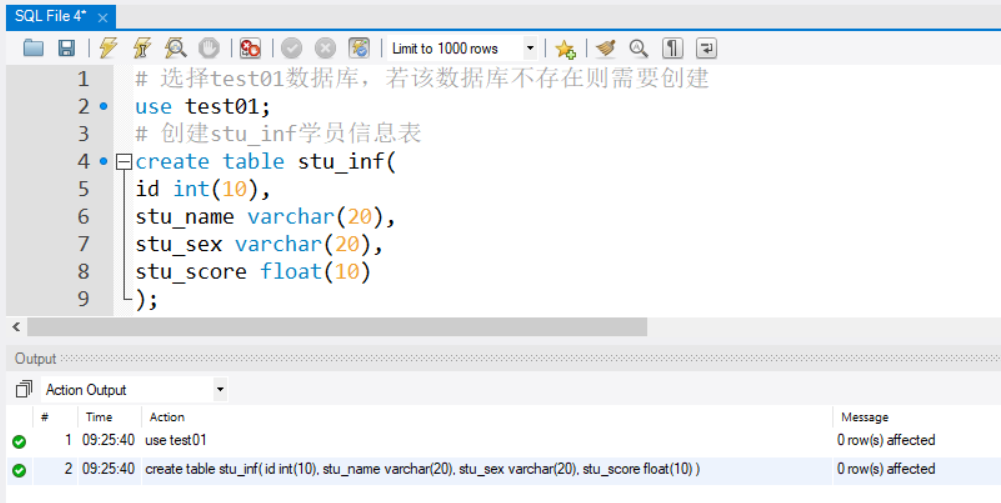 SQL File 4*
Limit to 1000 rows
1 # 选择test01数据库，若该数据库不存在则需要创建
2 use test01;
3 # 创建stu_inf学员信息表
4 create table stu_inf(
5 id int(10),
6 stu_name varchar(20),
7 stu_sex varchar(20),
8 stu_score float(10)
9 );
Output
Action Output
# Time Action Message
1 09:25:40 use test01 0 row(s) affected
2 09:25:40 create table stu_inf( id int(10), stu_name varchar(20), stu_sex varchar(20), stu_score float(10) ) 0 row(s) affected